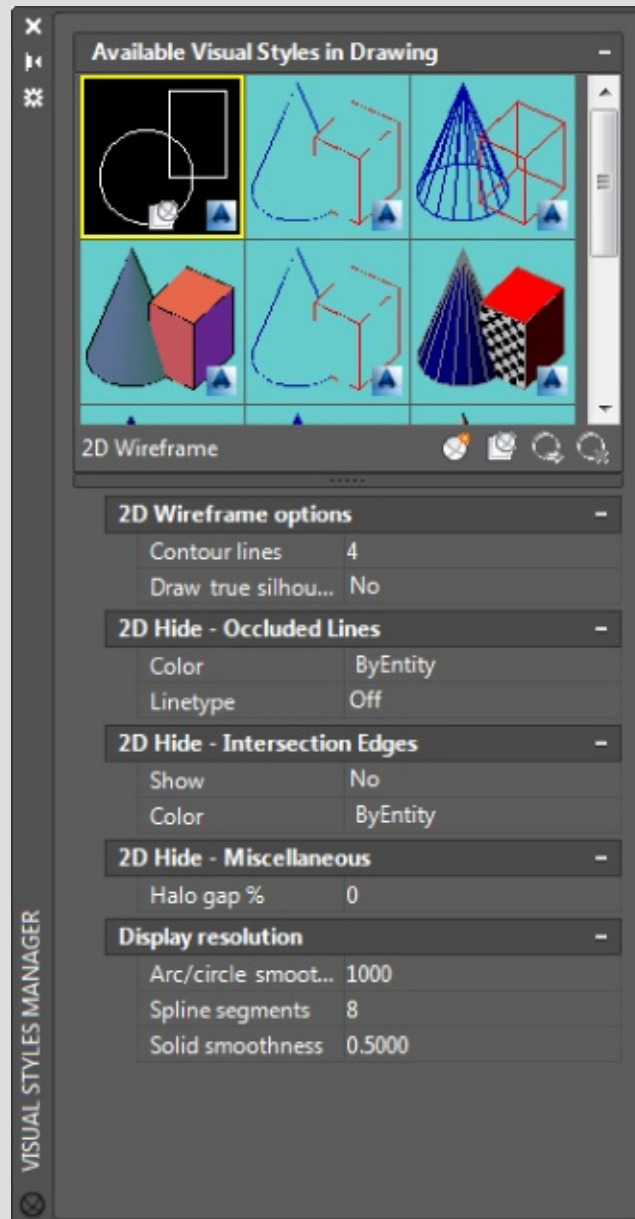 Available Visual Styles in Drawing
2D Wireframe
2D Wireframe options
Contour lines 4
Draw true silhou... No
2D Hide - Occluded Lines
Color ByEntity
Linetype Off
2D Hide - Intersection Edges
Show No
Color ByEntity
2D Hide - Miscellaneous
Halo gap % 0
Display resolution
Arc/circle smoot... 1000
Spline segments 8
Solid smoothness 0.5000
VISUAL STYLES MANAGER